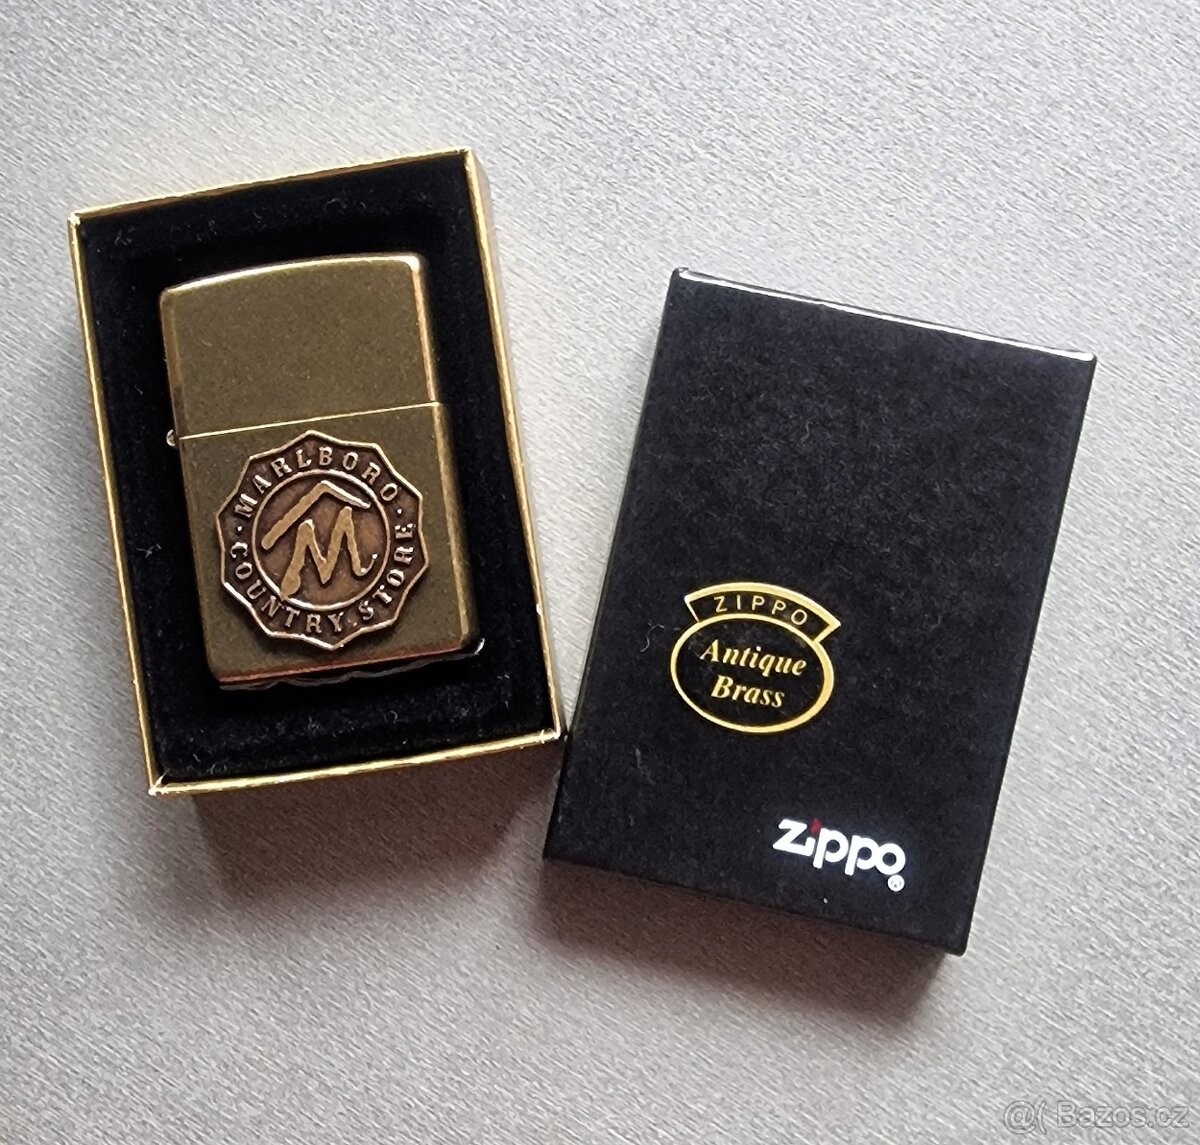 MARLBORO
M
· COUNTRY STORE ·
ZIPPO
Antique
Brass
zippo®
@( Bazos.cz